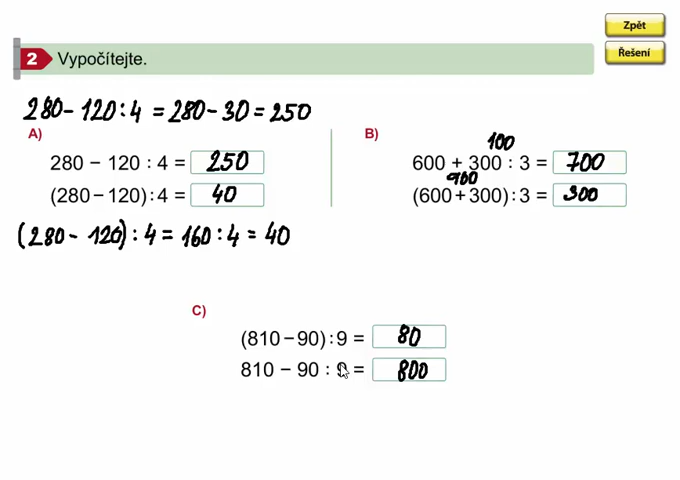 Zpět
Řešení
2 Vypočítejte.
280 - 120 : 4 = 280 - 30 = 250
A)
280 − 120 : 4 = 250
(280 − 120) : 4 = 40
(280 - 120) : 4 = 160 : 4 = 40
B)
100
600 + 300 : 3 = 700
900
(600 + 300) : 3 = 300
C)
(810 − 90) : 9 = 80
810 − 90 : 9 = 800